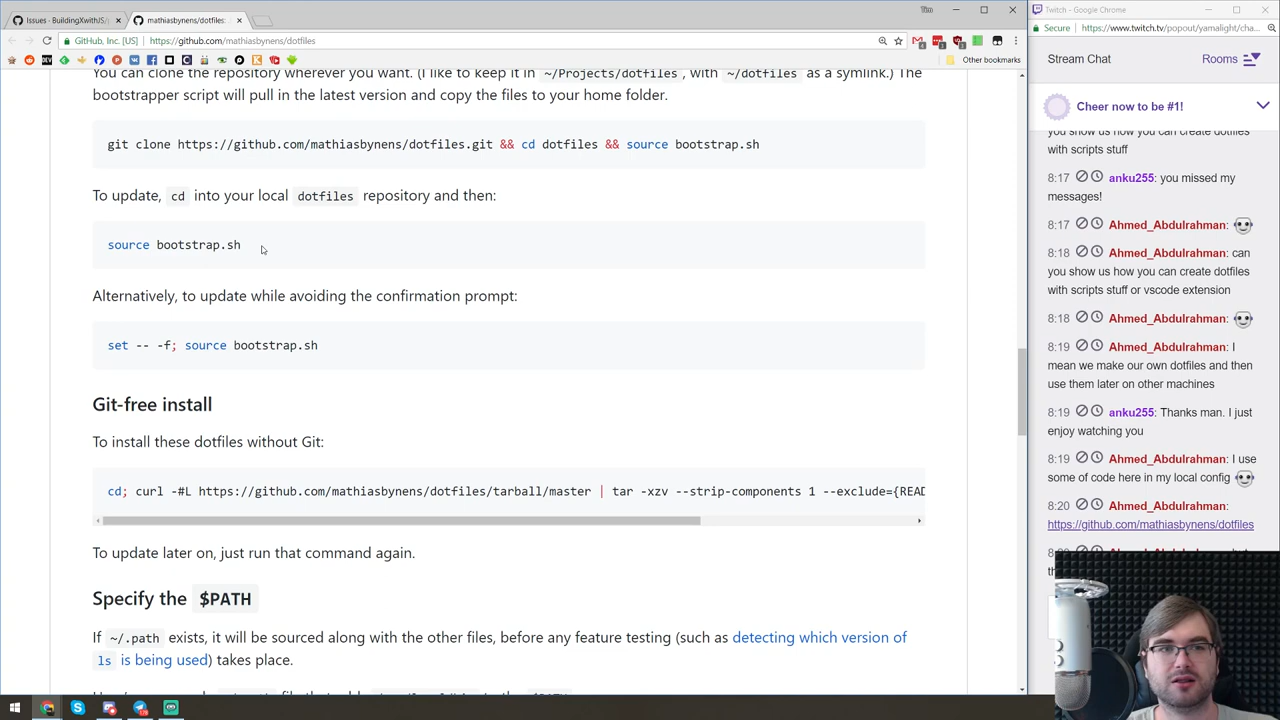 Issues · BuildingXwithJS/p
mathiasbynens/dotfiles:
Tim
GitHub, Inc. [US]
https://github.com/mathiasbynens/dotfiles
Other bookmarks
You can clone the repository wherever you want. (I like to keep it in ~/Projects/dotfiles, with ~/dotfiles as a symlink.) The
bootstrapper script will pull in the latest version and copy the files to your home folder.
git clone https://github.com/mathiasbynens/dotfiles.git && cd dotfiles && source bootstrap.sh
To update, cd into your local dotfiles repository and then:
source bootstrap.sh
Alternatively, to update while avoiding the confirmation prompt:
set -- -f; source bootstrap.sh
Git-free install
To install these dotfiles without Git:
cd; curl -#L https://github.com/mathiasbynens/dotfiles/tarball/master | tar -xzv --strip-components 1 --exclude={READ
To update later on, just run that command again.
Specify the $PATH
If ~/.path exists, it will be sourced along with the other files, before any feature testing (such as detecting which version of
ls is being used) takes place.
Twitch - Google Chrome
Secure
https://www.twitch.tv/popout/yamalight/cha...
Stream Chat
Rooms
Cheer now to be #1!
you show us how you can create dotfiles
with scripts stuff
8:17 anku255: you missed my
messages!
8:17 Ahmed_Abdulrahman:
8:18 Ahmed_Abdulrahman: can
you show us how you can create dotfiles
with scripts stuff or vscode extension
8:18 Ahmed_Abdulrahman:
8:19 Ahmed_Abdulrahman: I
mean we make our own dotfiles and then
use them later on other machines
8:19 anku255: Thanks man. I just
enjoy watching you
8:19 Ahmed_Abdulrahman: I use
some of code here in my local config
8:20 Ahmed_Abdulrahman:
https://github.com/mathiasbynens/dotfiles